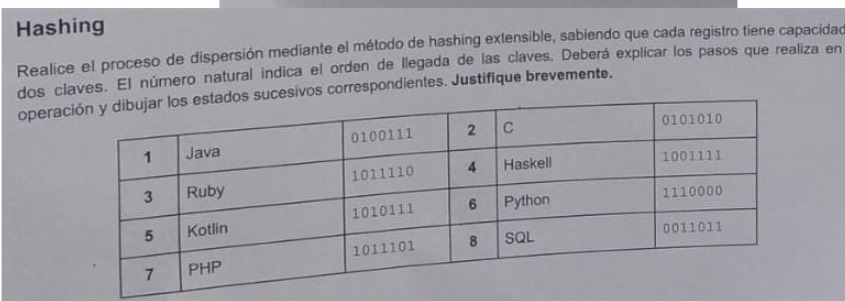 Hashing
Realice el proceso de dispersión mediante el método de hashing extensible, sabiendo que cada registro tiene capacidad
dos claves. El número natural indica el orden de llegada de las claves. Deberá explicar los pasos que realiza en
operación y dibujar los estados sucesivos correspondientes. Justifique brevemente.
1 Java 0100111 2 C 0101010
3 Ruby 1011110 4 Haskell 1001111
5 Kotlin 1010111 6 Python 1110000
7 PHP 1011101 8 SQL 0011011